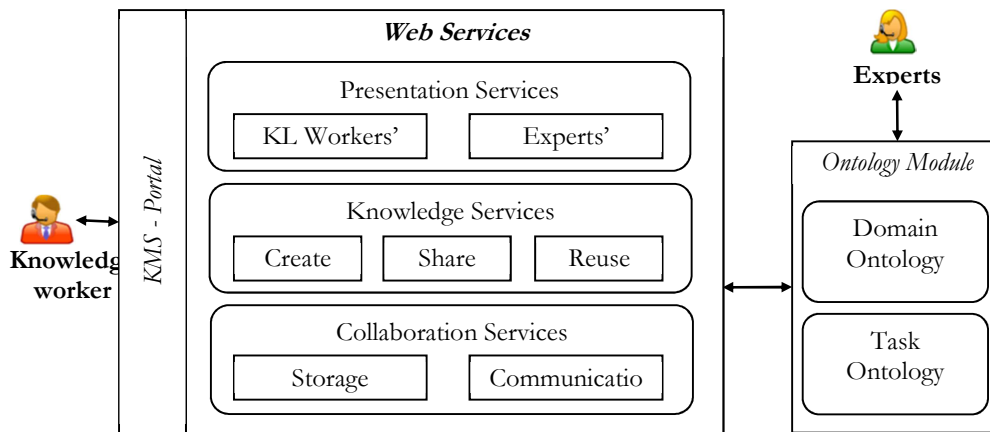 Web Services
Experts
Presentation Services
KL Workers’
Experts’
Ontology Module
KMS - Portal
Knowledge Services
Create
Share
Reuse
Knowledg
worker
Domain
Ontology
Collaboration Services
Storage
Communicatio
Task
Ontology